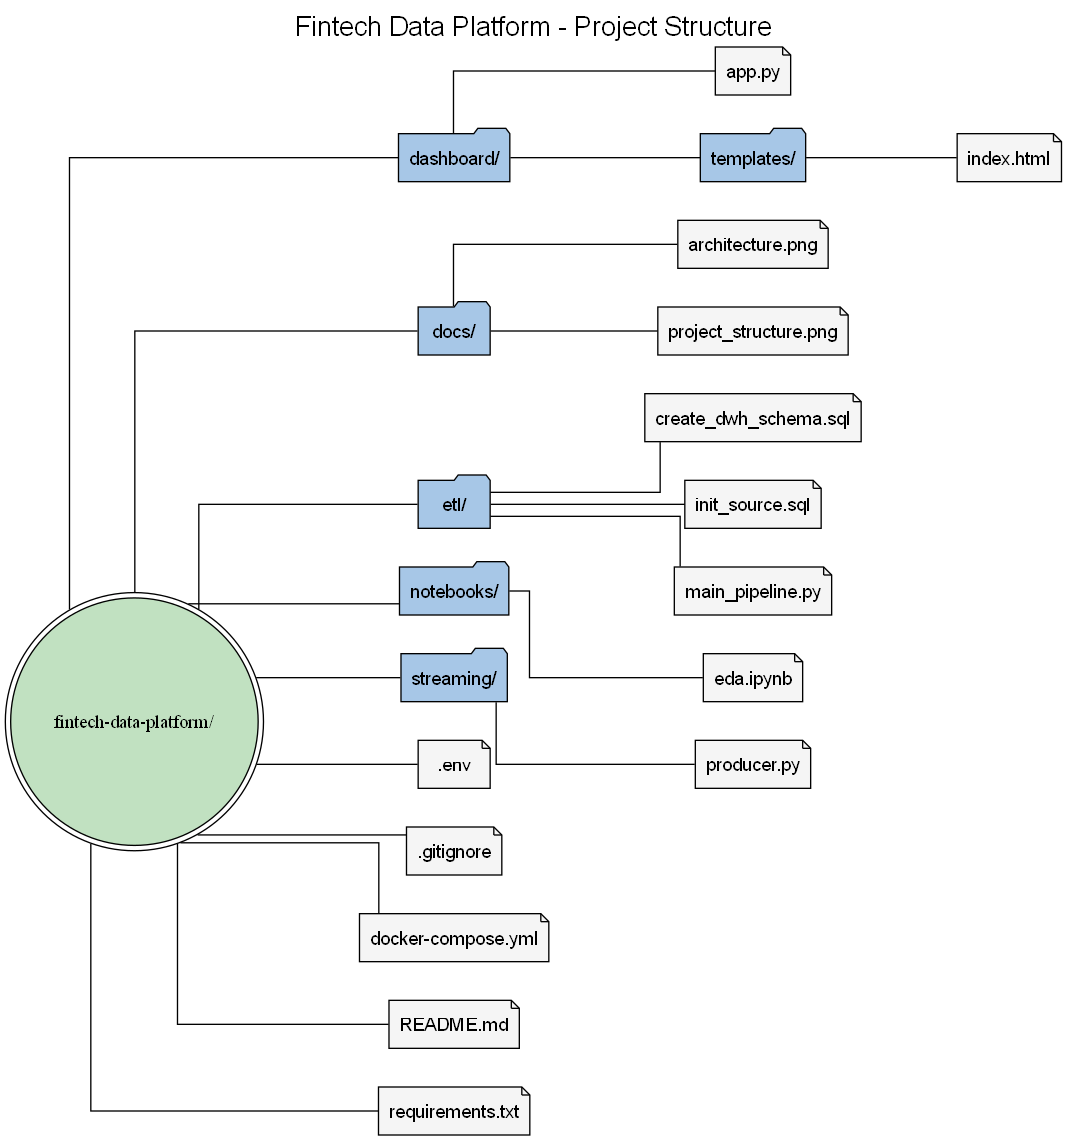 Fintech Data Platform - Project Structure
app.py
dashboard/
templates/
index.html
architecture.png
docs/
project_structure.png
create_dwh_schema.sql
etl/
init_source.sql
notebooks/
main_pipeline.py
streaming/
eda.ipynb
fintech-data-platform/
.env
producer.py
.gitignore
docker-compose.yml
README.md
requirements.txt